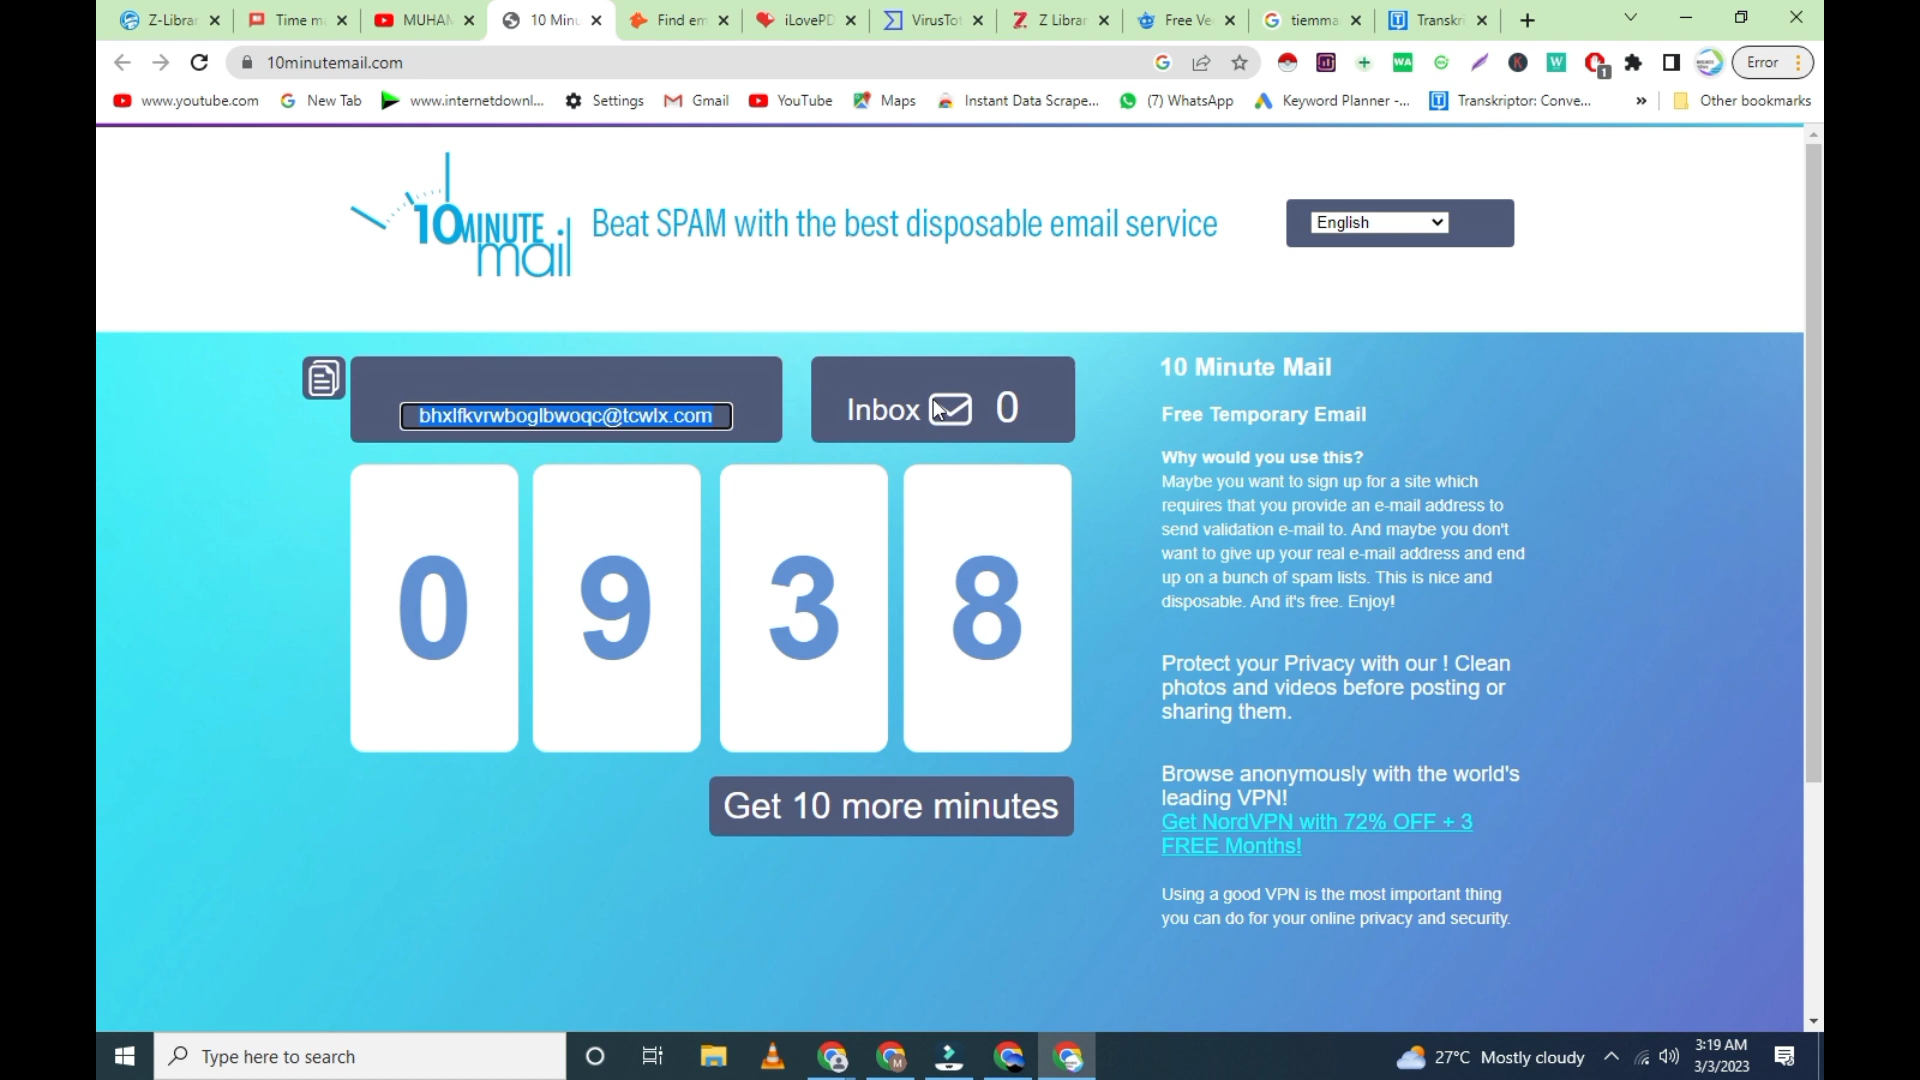 Z-Librar
Time m
MUHAM
10 Minu
Find em
iLovePD
VirusTot
Z Librar
Free Ve
tiemma
Transkri
10minutemail.com
Error
www.youtube.com
New Tab
www.internetdownl...
Settings
Gmail
YouTube
Maps
Instant Data Scrape...
(7) WhatsApp
Keyword Planner -...
Transkriptor: Conve...
»
Other bookmarks
10MINUTE
mail
Beat SPAM with the best disposable email service
English
bhxlfkvrwboglbwoqc@tcwlx.com
Inbox 0
0 9 3 8
Get 10 more minutes
10 Minute Mail
Free Temporary Email
Why would you use this?
Maybe you want to sign up for a site which
requires that you provide an e-mail address to
send validation e-mail to. And maybe you don't
want to give up your real e-mail address and end
up on a bunch of spam lists. This is nice and
disposable. And it's free. Enjoy!
Protect your Privacy with our ! Clean
photos and videos before posting or
sharing them.
Browse anonymously with the world's
leading VPN!
Get NordVPN with 72% OFF + 3
FREE Months!
Using a good VPN is the most important thing
you can do for your online privacy and security.
Type here to search
27°C Mostly cloudy
3:19 AM
3/3/2023